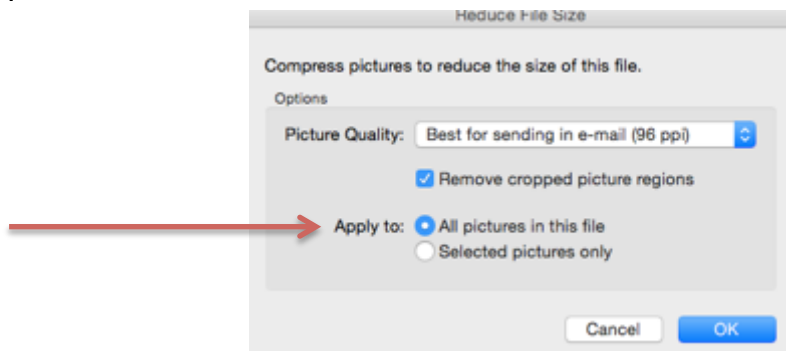 Reduce File Size
Compress pictures to reduce the size of this file.
Options
Picture Quality: Best for sending in e-mail (96 ppi)
Remove cropped picture regions
Apply to: All pictures in this file
Selected pictures only
Cancel OK